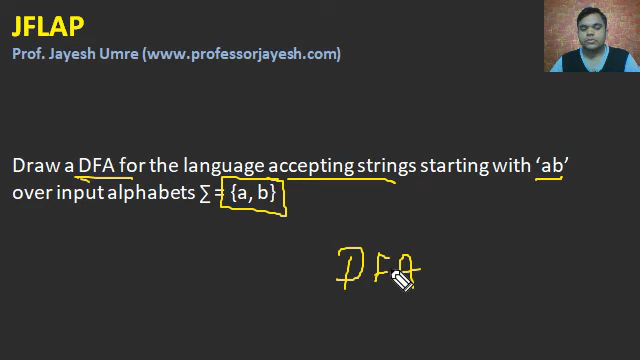 JFLAP
Prof. Jayesh Umre (www.professorjayesh.com)
Draw a DFA for the language accepting strings starting with ‘ab’
over input alphabets ∑ = {a, b}
DFA